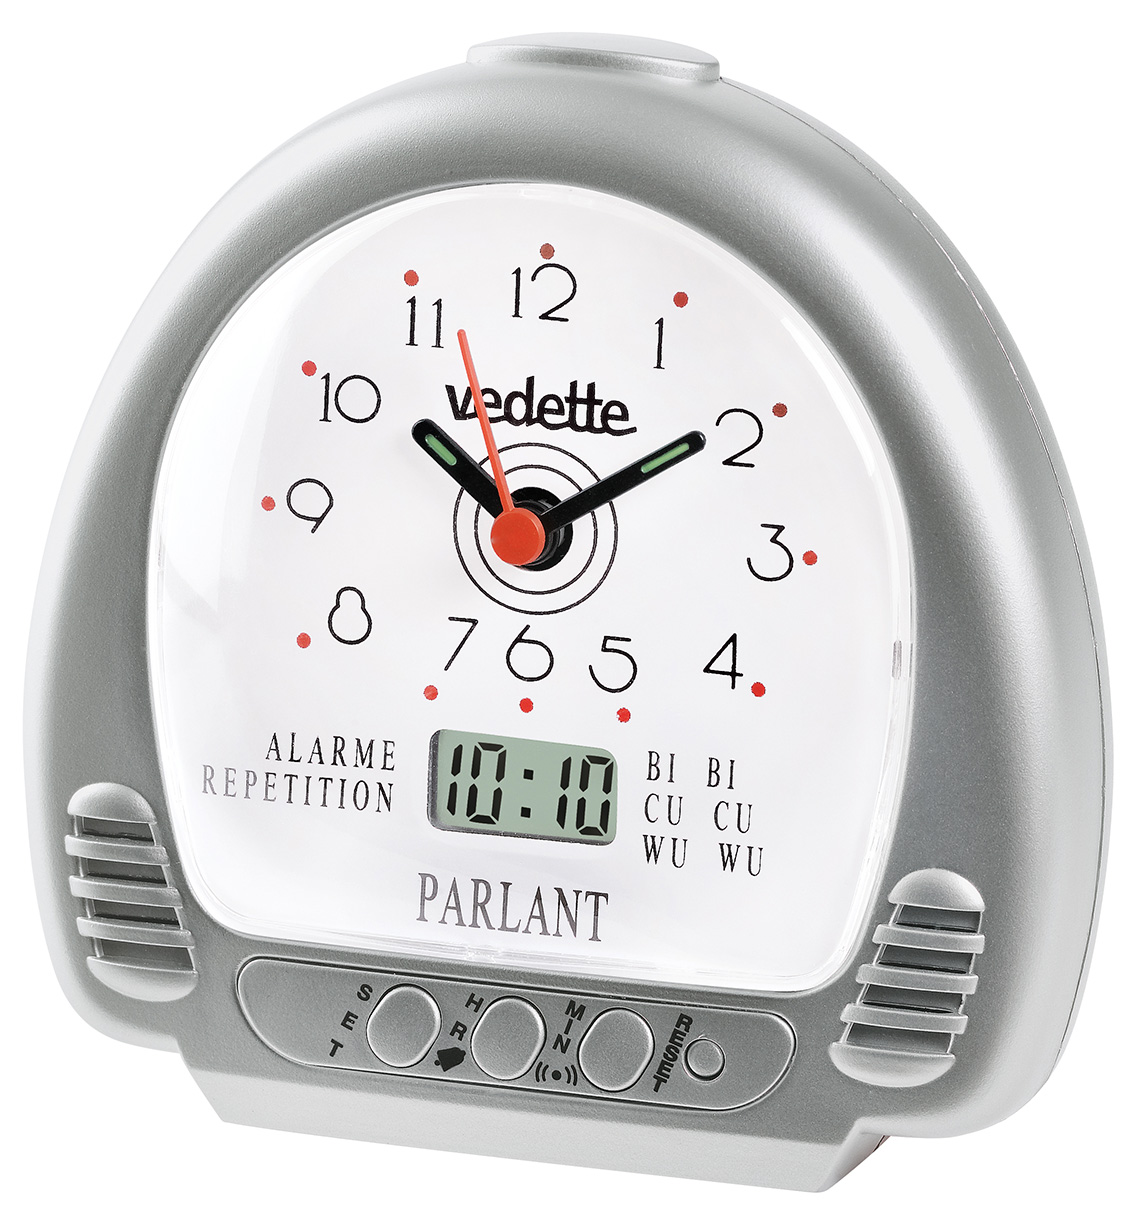 12
11
1
10
vedette
2
9
3
8
7
6
5
4
ALARME
REPETITION
10:10
BI BI
CU CU
WU WU
PARLANT
SET
HR
MIN
RESET